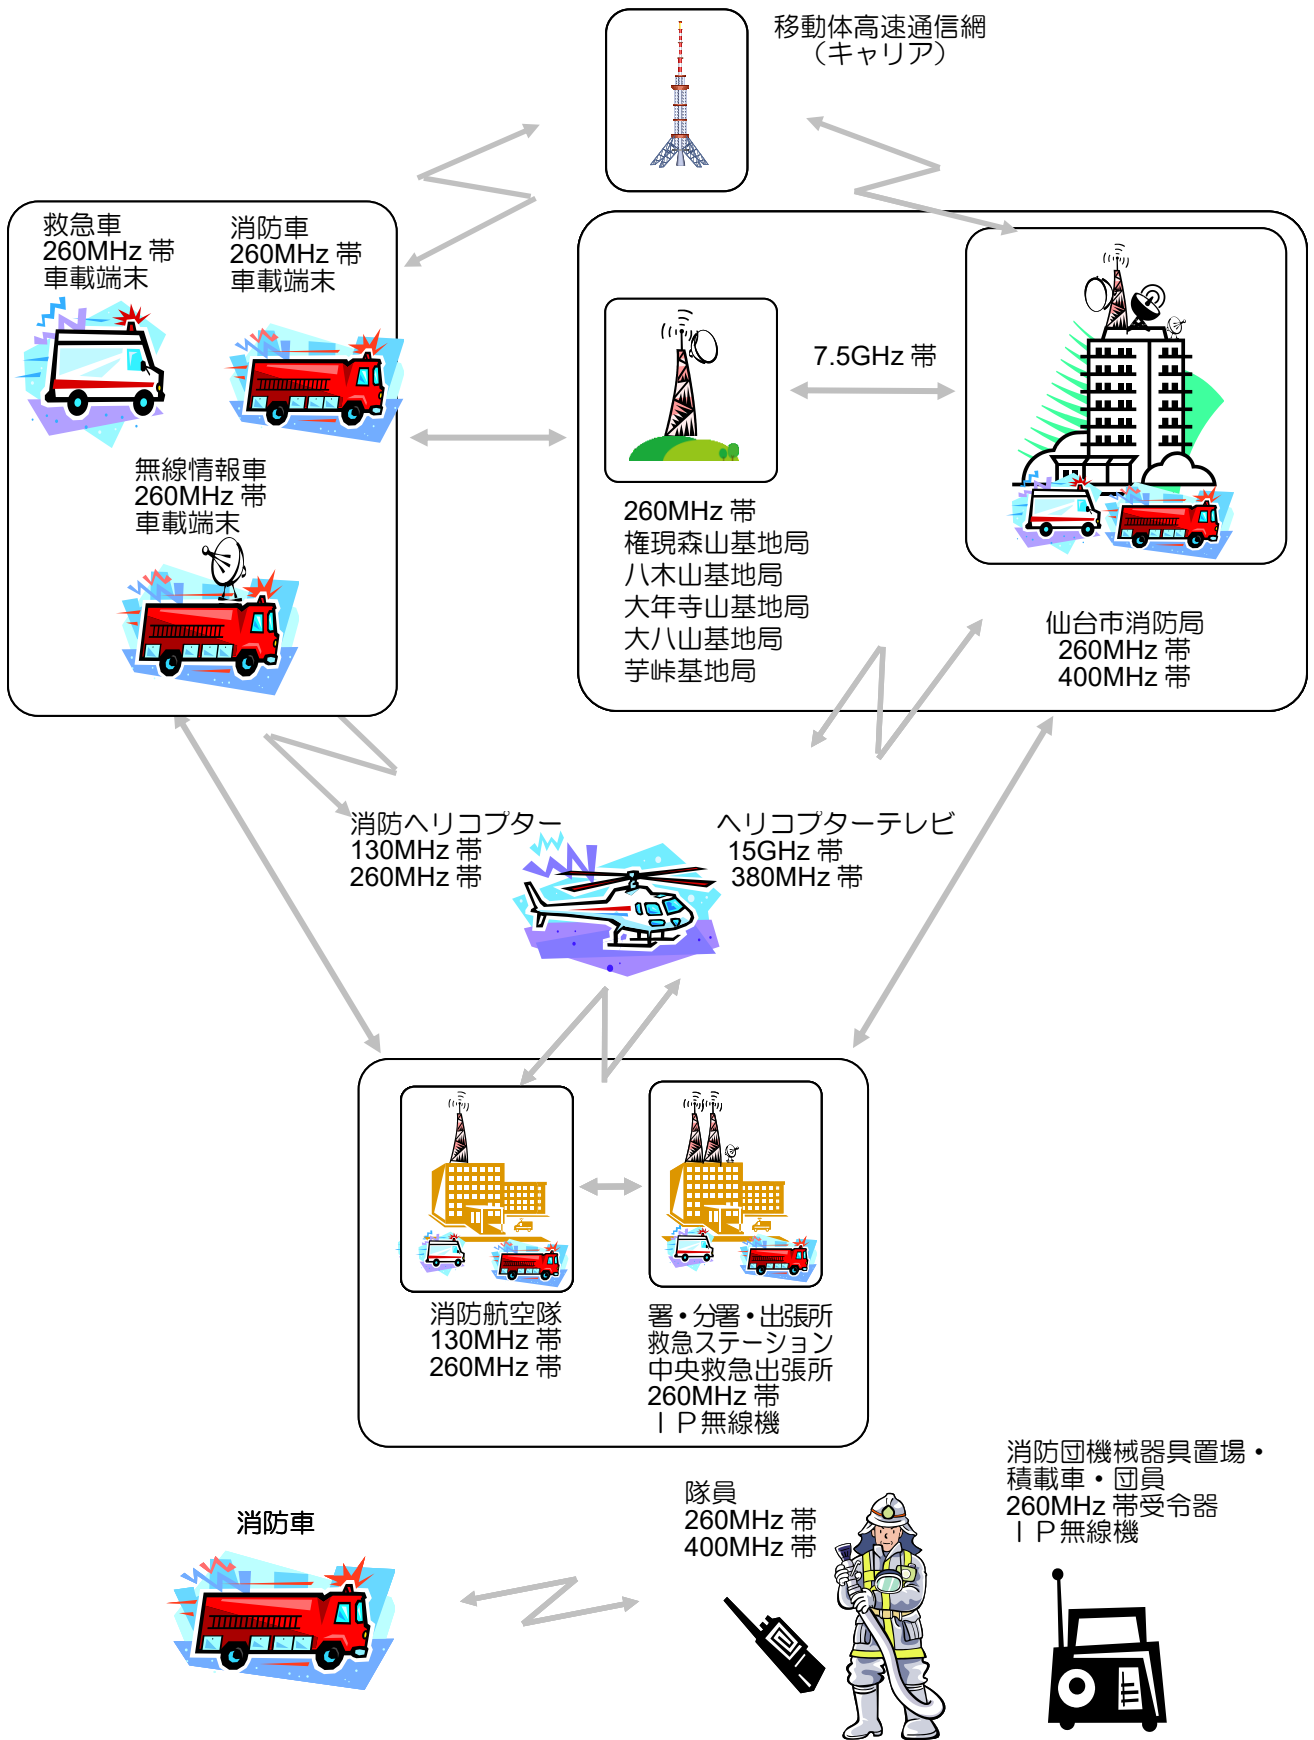 移動体高速通信網
（キャリア）
救急車
260MHz 帯
車載端末
消防車
260MHz 帯
車載端末
無線情報車
260MHz 帯
車載端末
7.5GHz 帯
260MHz 帯
権現森山基地局
八木山基地局
大年寺山基地局
大八山基地局
芋峠基地局
仙台市消防局
260MHz 帯
400MHz 帯
消防ヘリコプター
130MHz 帯
260MHz 帯
ヘリコプターテレビ
15GHz 帯
380MHz 帯
消防航空隊
130MHz 帯
260MHz 帯
署・分署・出張所
救急ステーション
中央救急出張所
260MHz 帯
ＩＰ無線機
消防車
隊員
260MHz 帯
400MHz 帯
消防団機械器具置場・
積載車・団員
260MHz 帯受令器
ＩＰ無線機